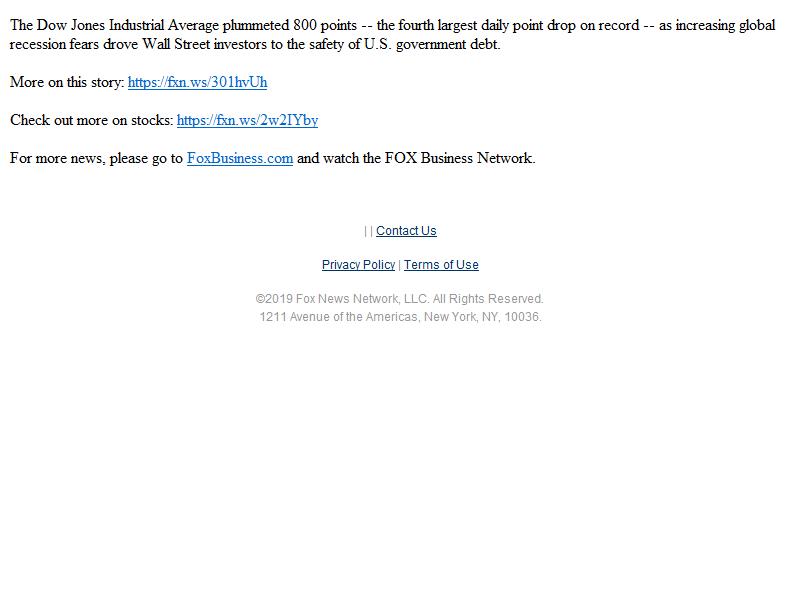 The Dow Jones Industrial Average plummeted 800 points -- the fourth largest daily point drop on record -- as increasing global
recession fears drove Wall Street investors to the safety of U.S. government debt.
More on this story: https://fxn.ws/301hvUh
Check out more on stocks: https://fxn.ws/2w2IYby
For more news, please go to FoxBusiness.com and watch the FOX Business Network.
| | Contact Us
Privacy Policy | Terms of Use
©2019 Fox News Network, LLC. All Rights Reserved.
1211 Avenue of the Americas, New York, NY, 10036.